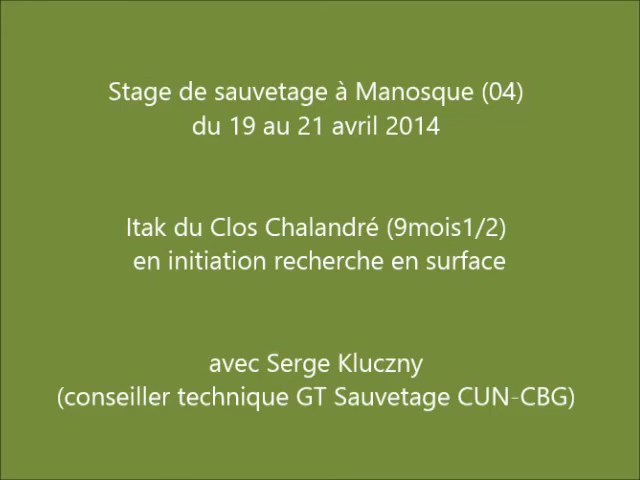 Stage de sauvetage à Manosque (04)
du 19 au 21 avril 2014
Itak du Clos Chalandré (9mois1/2)
en initiation recherche en surface
avec Serge Kluczny
(conseiller technique GT Sauvetage CUN-CBG)